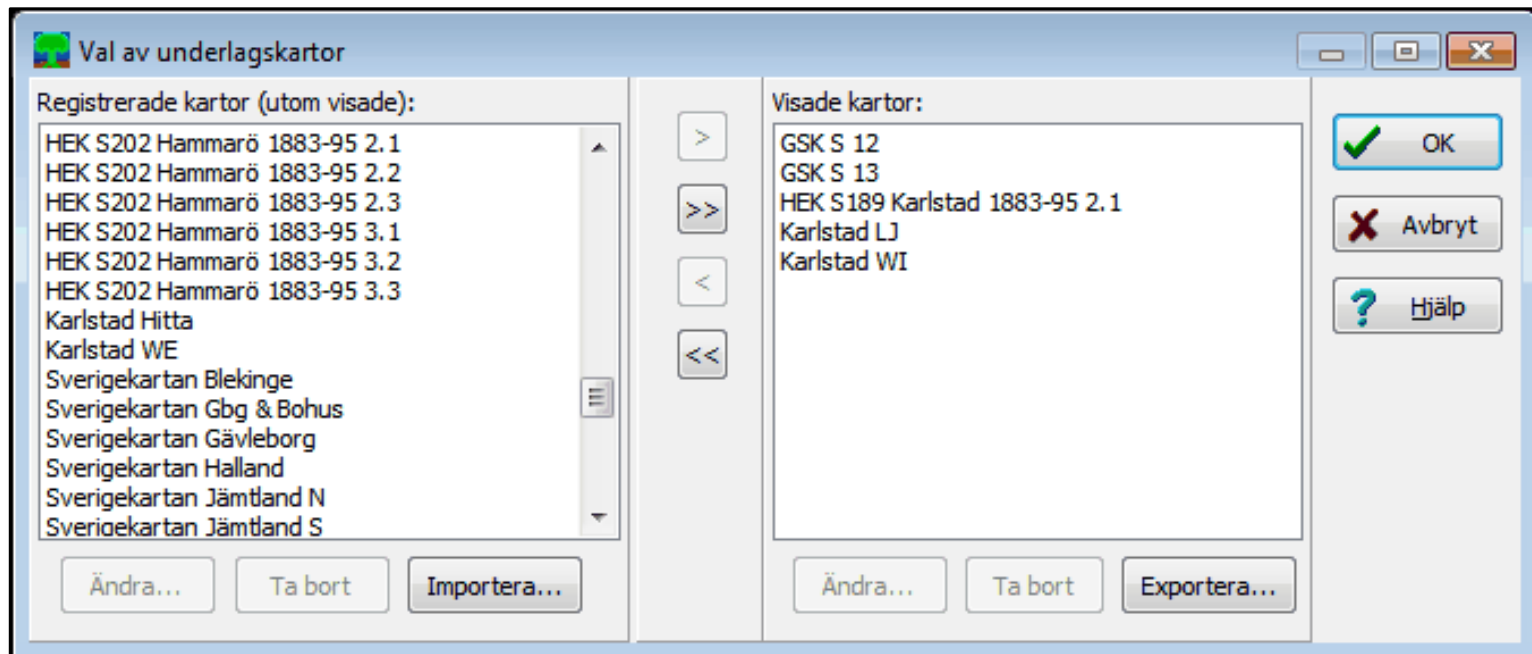 Val av underlagskartor
Registrerade kartor (utom visade):
HEK S202 Hammarö 1883-95 2.1
HEK S202 Hammarö 1883-95 2.2
HEK S202 Hammarö 1883-95 2.3
HEK S202 Hammarö 1883-95 3.1
HEK S202 Hammarö 1883-95 3.2
HEK S202 Hammarö 1883-95 3.3
Karlstad Hitta
Karlstad WE
Sverigekartan Blekinge
Sverigekartan Gbg & Bohus
Sverigekartan Gävleborg
Sverigekartan Halland
Sverigekartan Jämtland N
Sverigekartan Jämtland S
Ändra...
Ta bort
Importera...
>
>>
<
<<
Visade kartor:
GSK S 12
GSK S 13
HEK S189 Karlstad 1883-95 2.1
Karlstad LJ
Karlstad WI
Ändra...
Ta bort
Exportera...
OK
Avbryt
Hjälp